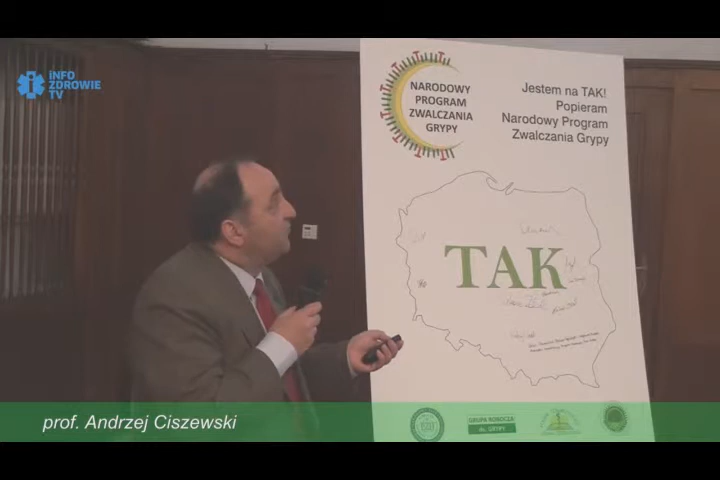 iNFO
ZDROWIE
TV
NARODOWY
PROGRAM
ZWALCZANIA
GRYPY
Jestem na TAK!
Popieram
Narodowy Program
Zwalczania Grypy
TAK
prof. Andrzej Ciszewski
GRUPA ROBOCZA
ds. GRYPY